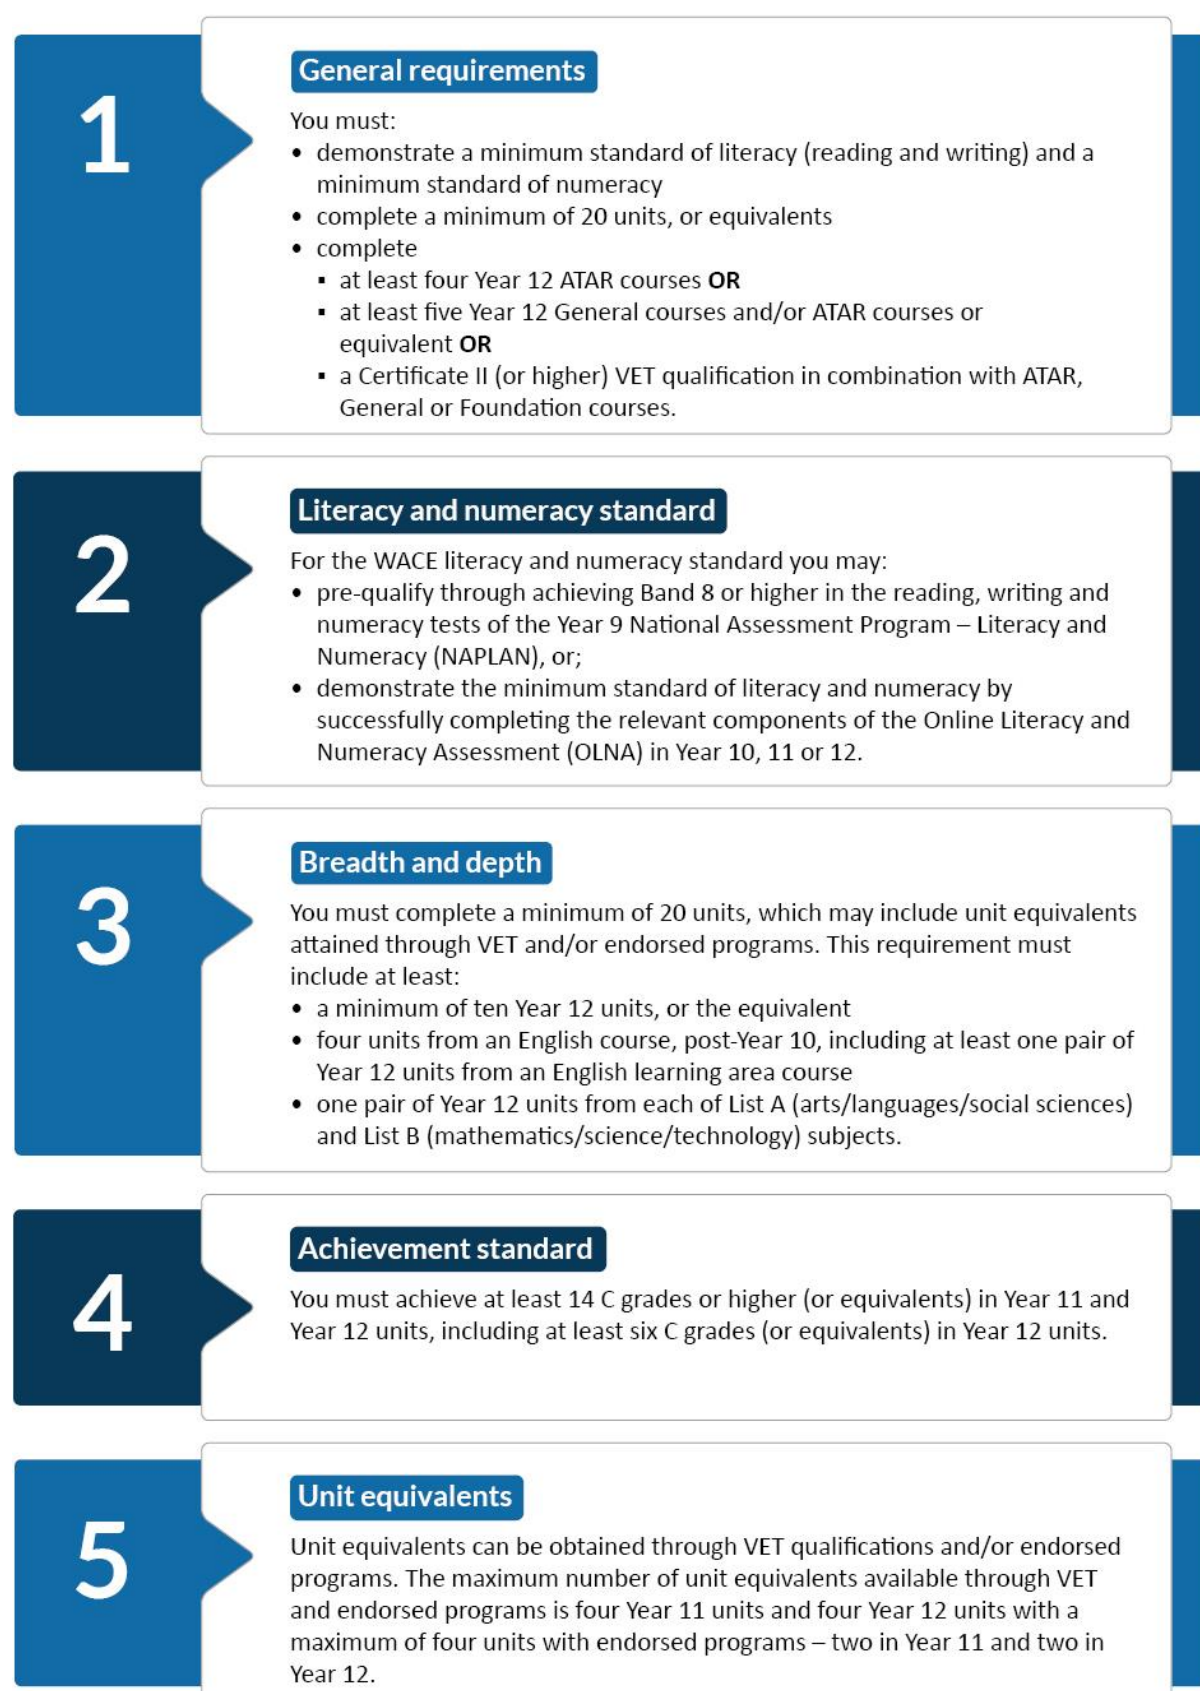 1
General requirements
You must:
• demonstrate a minimum standard of literacy (reading and writing) and a
minimum standard of numeracy
• complete a minimum of 20 units, or equivalents
• complete
▪ at least four Year 12 ATAR courses OR
▪ at least five Year 12 General courses and/or ATAR courses or
equivalent OR
▪ a Certificate II (or higher) VET qualification in combination with ATAR,
General or Foundation courses.
2
Literacy and numeracy standard
For the WACE literacy and numeracy standard you may:
• pre-qualify through achieving Band 8 or higher in the reading, writing and
numeracy tests of the Year 9 National Assessment Program – Literacy and
Numeracy (NAPLAN), or;
• demonstrate the minimum standard of literacy and numeracy by
successfully completing the relevant components of the Online Literacy and
Numeracy Assessment (OLNA) in Year 10, 11 or 12.
3
Breadth and depth
You must complete a minimum of 20 units, which may include unit equivalents
attained through VET and/or endorsed programs. This requirement must
include at least:
• a minimum of ten Year 12 units, or the equivalent
• four units from an English course, post-Year 10, including at least one pair of
Year 12 units from an English learning area course
• one pair of Year 12 units from each of List A (arts/languages/social sciences)
and List B (mathematics/science/technology) subjects.
4
Achievement standard
You must achieve at least 14 C grades or higher (or equivalents) in Year 11 and
Year 12 units, including at least six C grades (or equivalents) in Year 12 units.
5
Unit equivalents
Unit equivalents can be obtained through VET qualifications and/or endorsed
programs. The maximum number of unit equivalents available through VET
and endorsed programs is four Year 11 units and four Year 12 units with a
maximum of four units with endorsed programs – two in Year 11 and two in
Year 12.